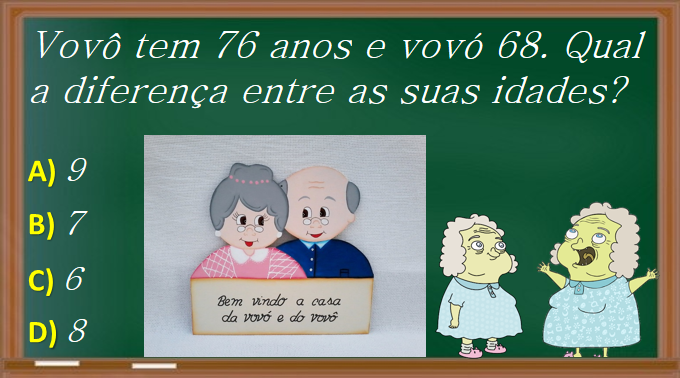 Vovô tem 76 anos e vovó 68. Qual
a diferença entre as suas idades?
A) 9
B) 7
C) 6
D) 8
Bem vindo a casa
da vovó e do vovô